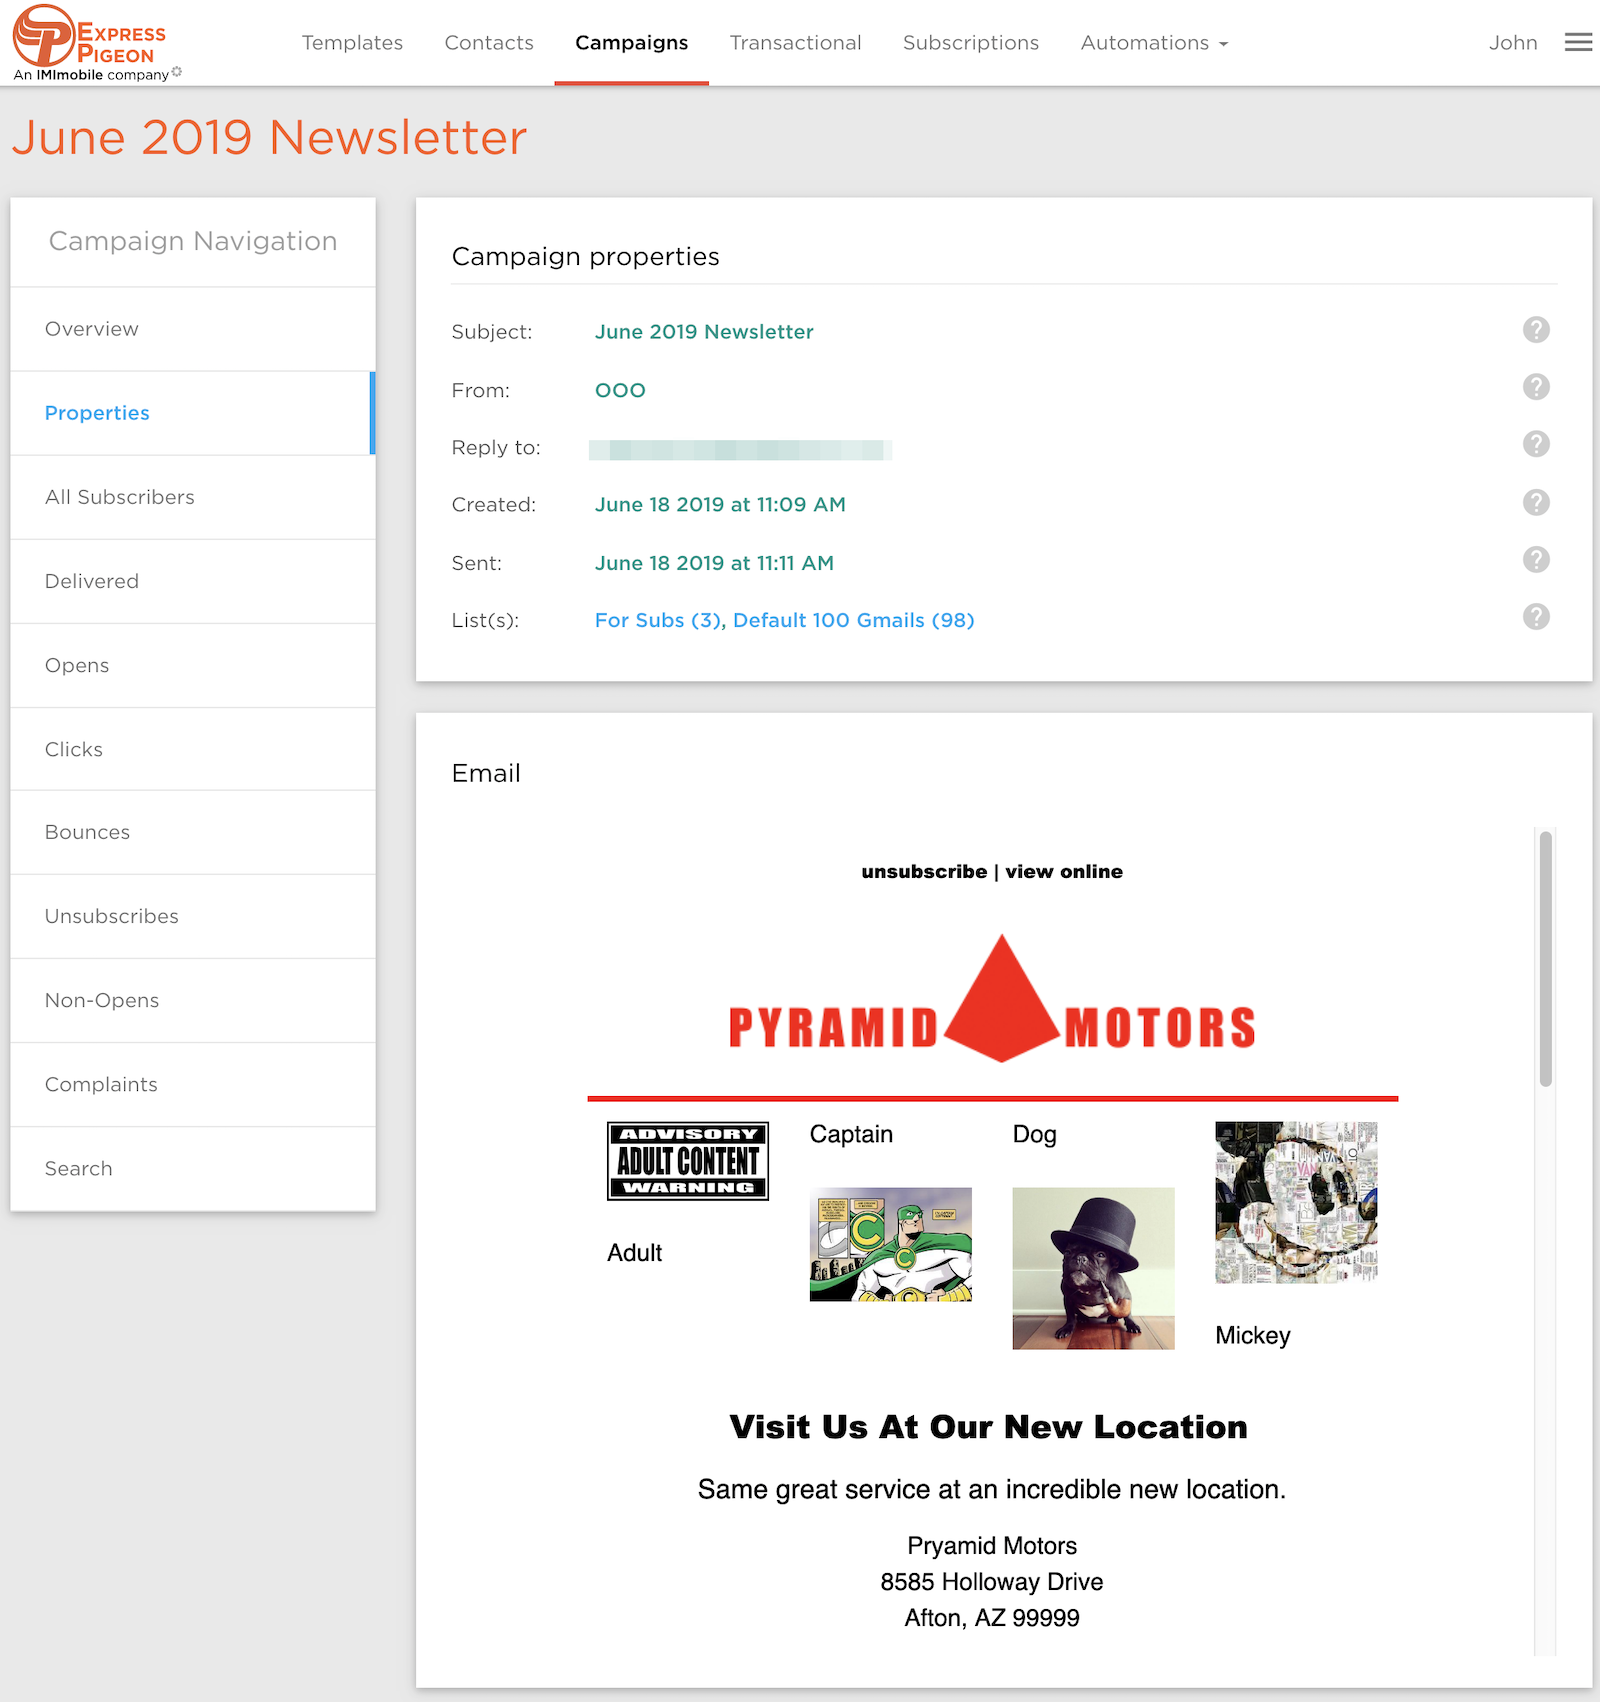 EXPRESS
PIGEON
An IMImobile company
Templates
Contacts
Campaigns
Transactional
Subscriptions
Automations
John
June 2019 Newsletter
Campaign Navigation
Overview
Properties
All Subscribers
Delivered
Opens
Clicks
Bounces
Unsubscribes
Non-Opens
Complaints
Search
Campaign properties
Subject: June 2019 Newsletter
From: OOO
Reply to:
Created: June 18 2019 at 11:09 AM
Sent: June 18 2019 at 11:11 AM
List(s): For Subs (3), Default 100 Gmails (98)
Email
unsubscribe | view online
PYRAMID MOTORS
ADVISORY
ADULT CONTENT
WARNING
Adult
Captain
Dog
Mickey
Visit Us At Our New Location
Same great service at an incredible new location.
Pryamid Motors
8585 Holloway Drive
Afton, AZ 99999